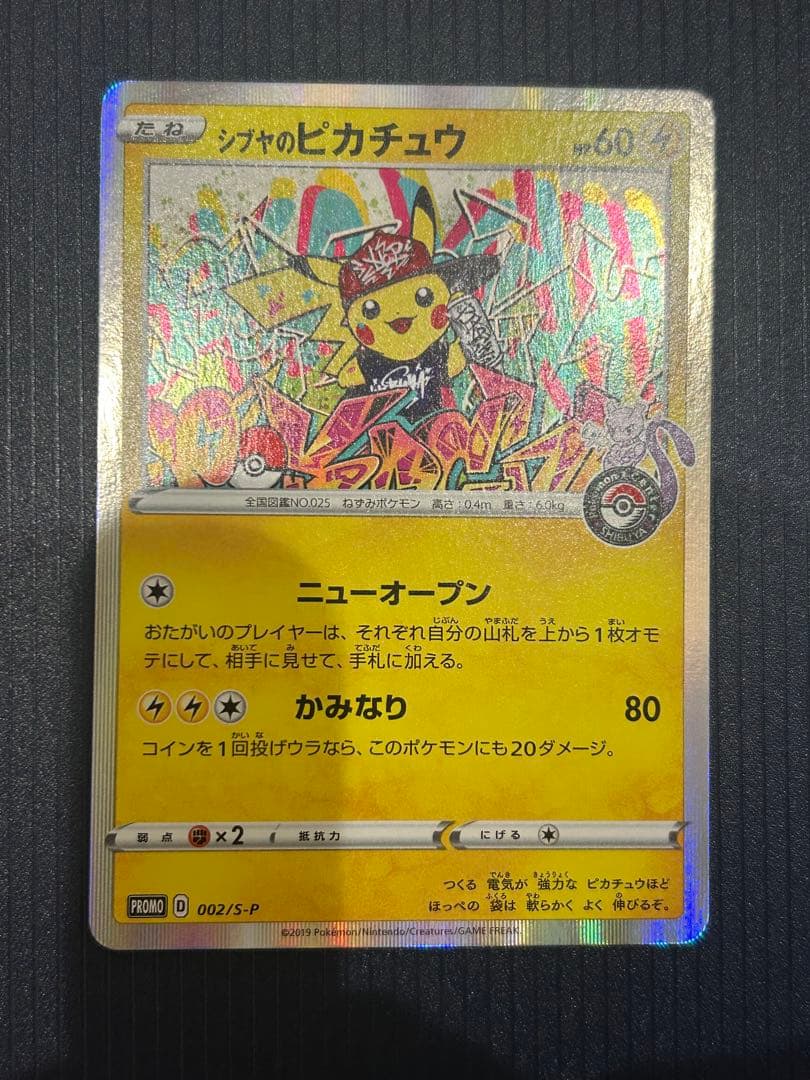 たね シブヤのピカチュウ HP60
全国図鑑NO.025 ねずみポケモン 高さ:0.4m 重さ:6.0kg
SHIBUYA
ニューオープン
おたがいのプレイヤーは、それぞれ自分の山札を上から1枚オモ
テにして、相手に見せて、手札に加える。
かみなり 80
コインを1回投げウラなら、このポケモンにも20ダメージ。
弱点 ×2 抵抗力 にげる
つくる 電気が 強力な ピカチュウほど
ほっぺの 袋は 軟らかく よく 伸びるぞ。
PROMO D 002/S-P
©2019 Pokémon/Nintendo/Creatures/GAME FREAK.